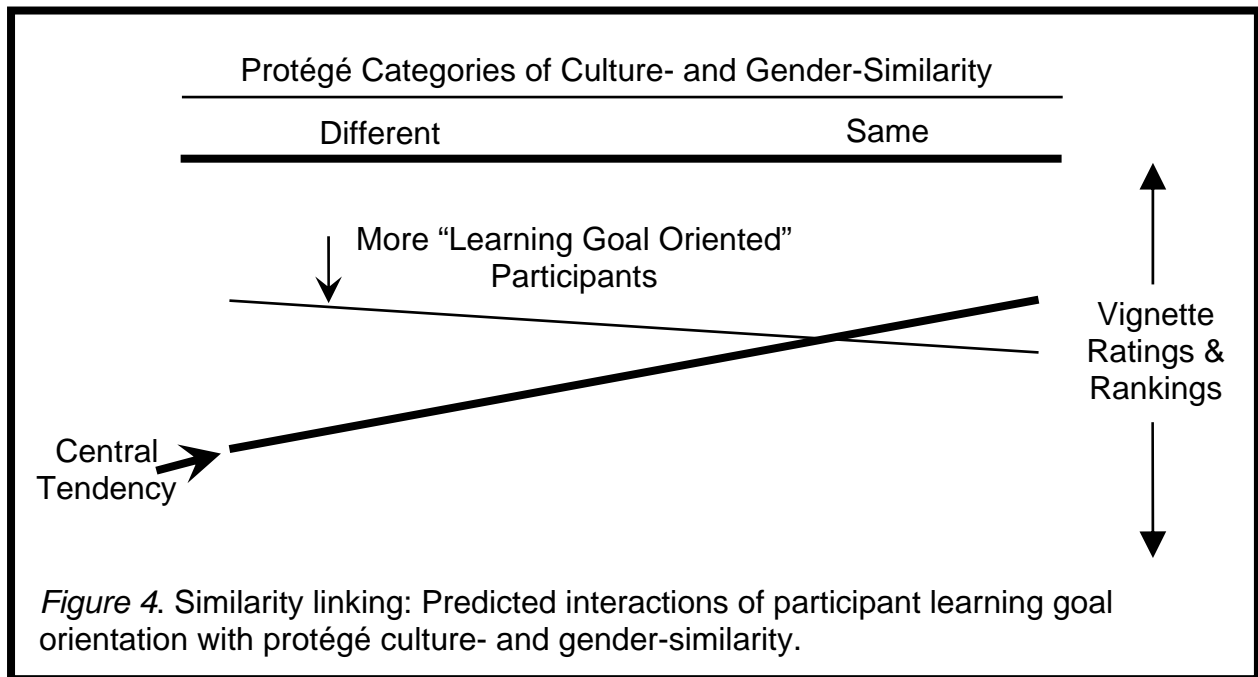 Protégé Categories of Culture- and Gender-Similarity
Different Same
More “Learning Goal Oriented”
Participants
Vignette
Ratings &
Rankings
Central
Tendency
Figure 4. Similarity linking: Predicted interactions of participant learning goal
orientation with protégé culture- and gender-similarity.